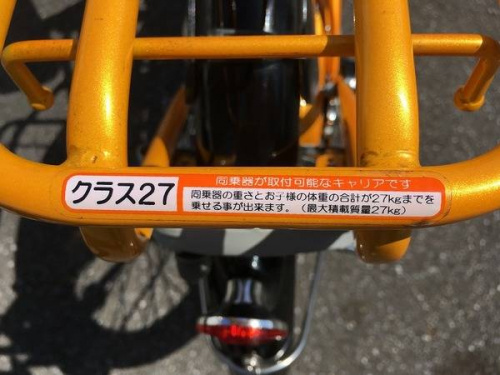 クラス27
同乗器が取付可能なキャリアです
同乗器の重さとお子様の体重の合計が27kgまでを
乗せる事が出来ます。（最大積載質量27kg）